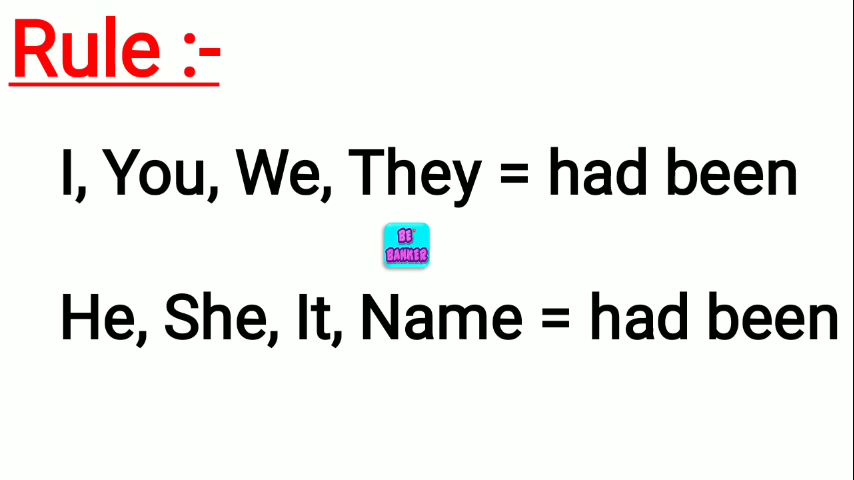 Rule :-
I, You, We, They = had been
BE
BANKER
He, She, It, Name = had been